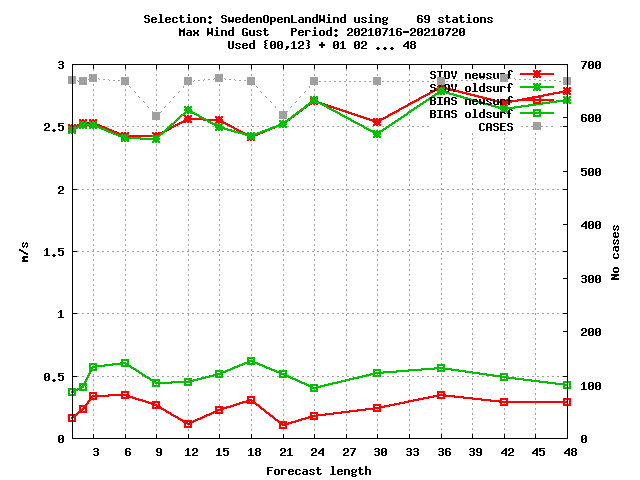 Selection: SwedenOpenLandWind using    69 stations
Max Wind Gust   Period: 20210716-20210720
Used {00,12} + 01 02 ... 48
3
2.5
2
1.5
1
0.5
0
m/s
700
600
500
400
300
200
100
0
No cases
STDV newsurf
STDV oldsurf
BIAS newsurf
BIAS oldsurf
CASES
3 6 9 12 15 18 21 24 27 30 33 36 39 42 45 48
Forecast length